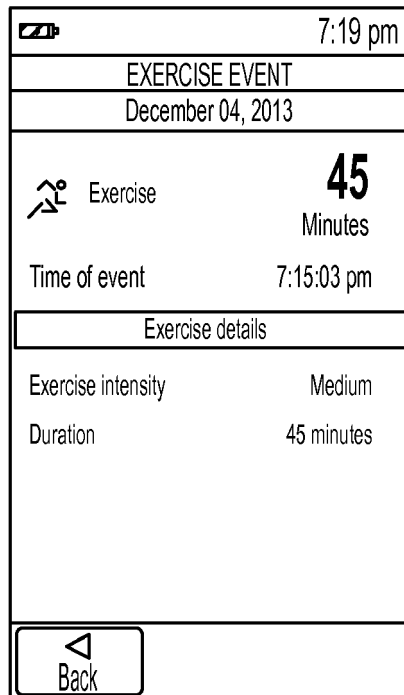 7:19 pm
EXERCISE EVENT
December 04, 2013
Exercise 45
Minutes
Time of event 7:15:03 pm
Exercise details
Exercise intensity Medium
Duration 45 minutes
Back